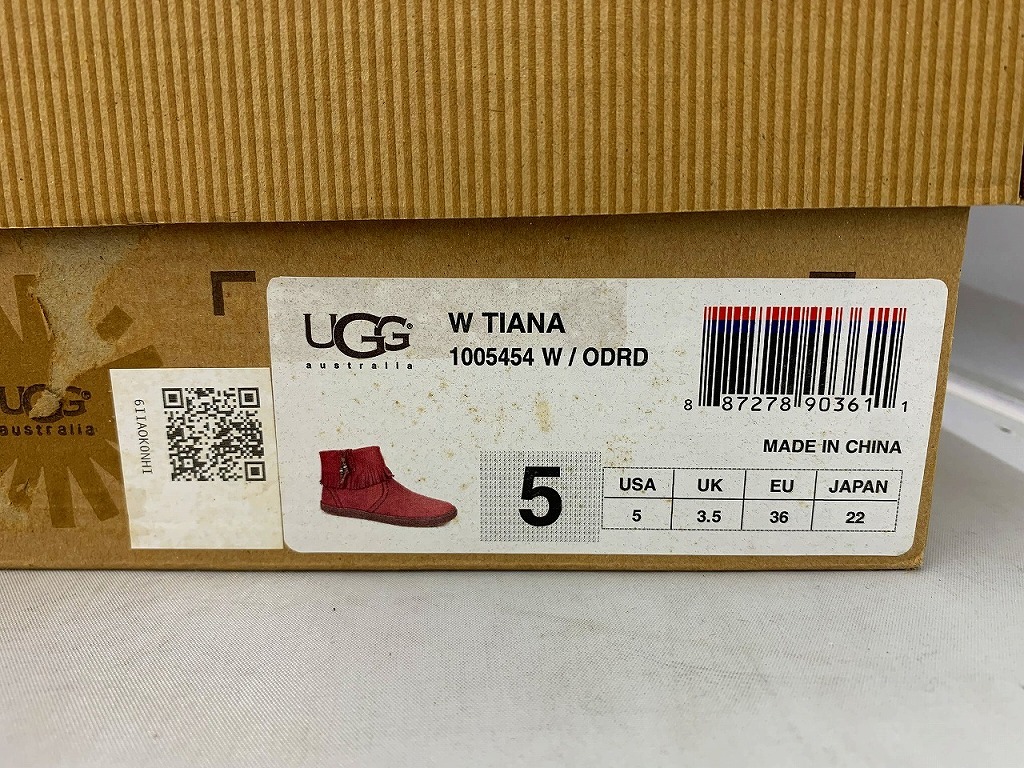 UGG®
australia
W TIANA
1005454 W / ODRD
8 87278 90361 1
MADE IN CHINA
5
USA UK EU JAPAN
5 3.5 36 22
UGG
australia